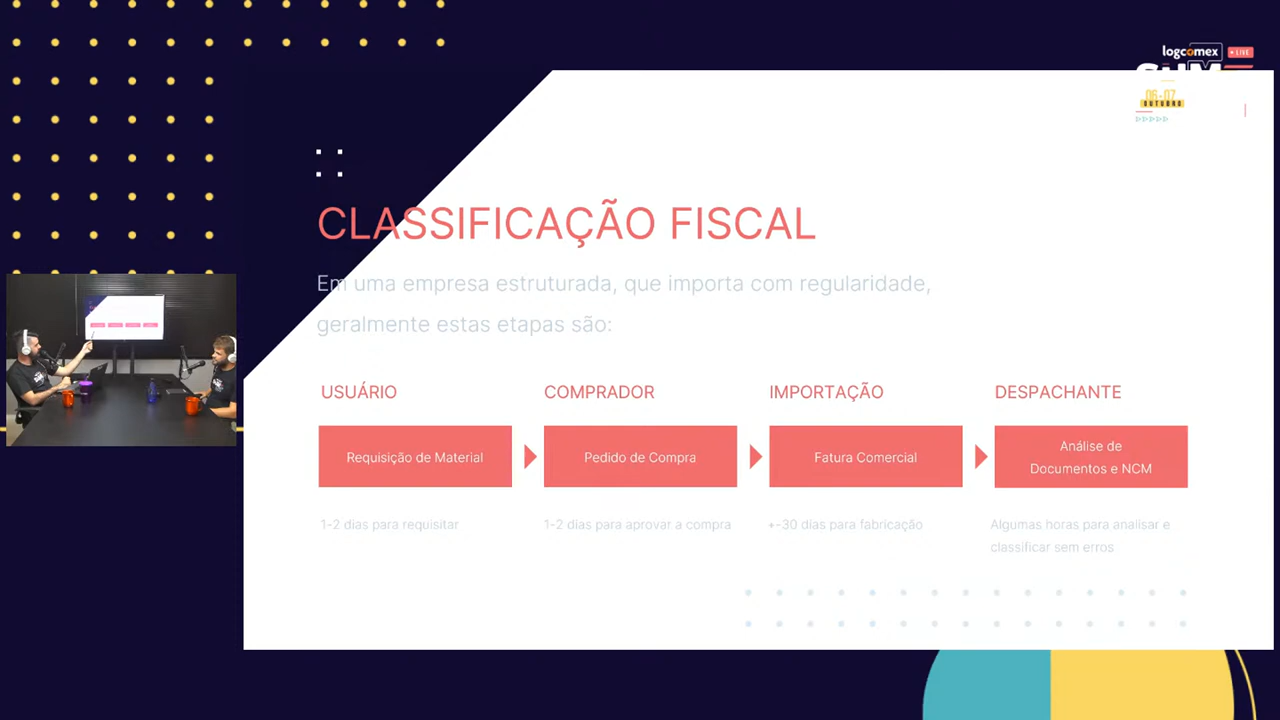 logcomex
LIVE
06-07
OUTUBRO
CLASSIFICAÇÃO FISCAL
Em uma empresa estruturada, que importa com regularidade,
geralmente estas etapas são:
USUÁRIO
COMPRADOR
IMPORTAÇÃO
DESPACHANTE
Requisição de Material
Pedido de Compra
Fatura Comercial
Análise de
Documentos e NCM
1-2 dias para requisitar
1-2 dias para aprovar a compra
+-30 dias para fabricação
Algumas horas para analisar e
classificar sem erros